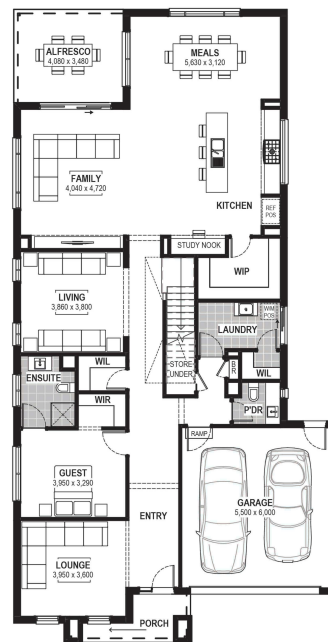 ALFRESCO
4,080 x 3,480
MEALS
5,630 x 3,120
FAMILY
4,040 x 4,720
KITCHEN
REF
POS
STUDY NOOK
WIP
LIVING
3,860 x 3,800
LAUNDRY
WM
POS
WIL
ENSUITE
STORE
UNDER
BR
WIL
WIR
P'DR
RAMP
GUEST
3,950 x 3,290
GARAGE
5,500 x 6,000
ENTRY
LOUNGE
3,950 x 3,600
PORCH